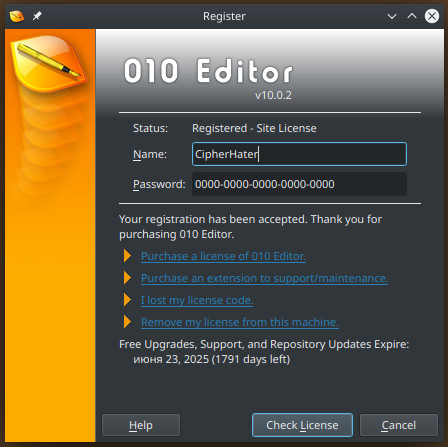 Register
010 Editor
v10.0.2
Status: Registered - Site License
Name: CipherHater
Password: 0000-0000-0000-0000-0000
Your registration has been accepted. Thank you for
purchasing 010 Editor.
Purchase a license of 010 Editor.
Purchase an extension to support/maintenance.
I lost my license code.
Remove my license from this machine.
Free Upgrades, Support, and Repository Updates Expire:
июня 23, 2025 (1791 days left)
Help Check License Cancel